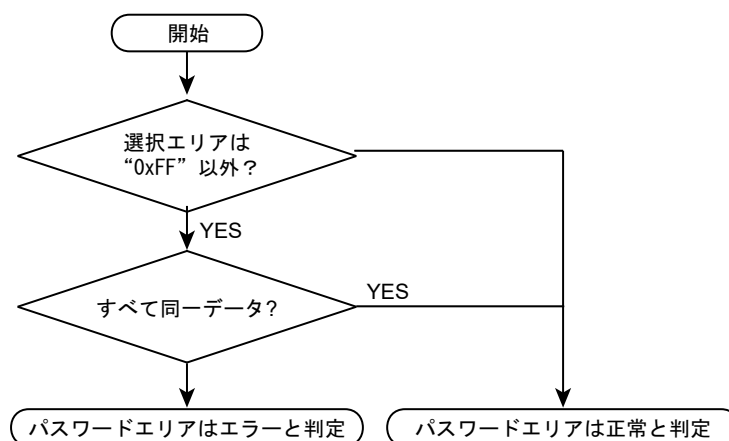 開始
選択エリアは
“0xFF” 以外？
YES
すべて同一データ?
YES
パスワードエリアはエラーと判定
パスワードエリアは正常と判定